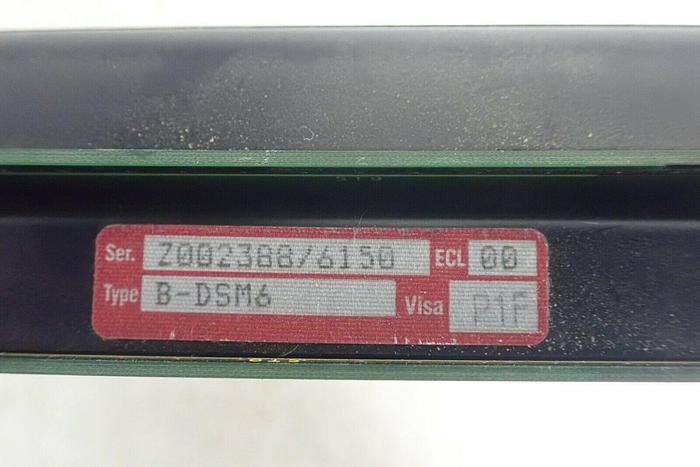 Ser. Z002388/6150 ECL 00
Type B-DSM6 Visa P1F